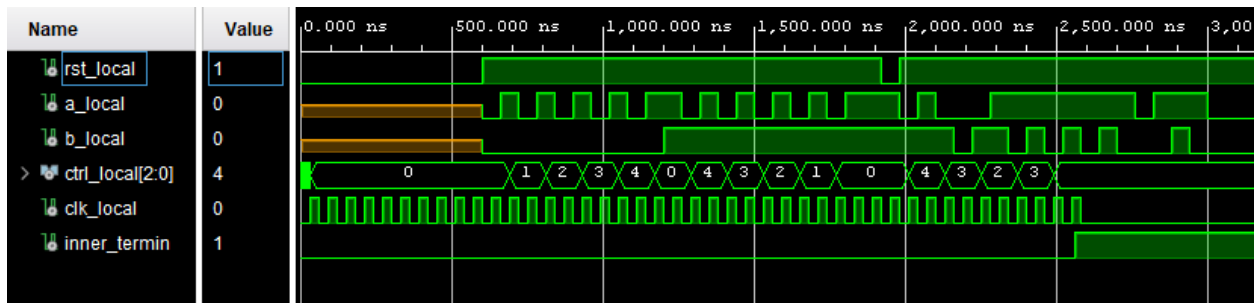 Name Value 0.000 ns 500.000 ns 1,000.000 ns 1,500.000 ns 2,000.000 ns 2,500.000 ns 3,00
rst_local 1
a_local 0
b_local 0
ctrl_local[2:0] 4 0 1 2 3 4 0 4 3 2 1 0 4 3 2 3
clk_local 0
inner_termin 1